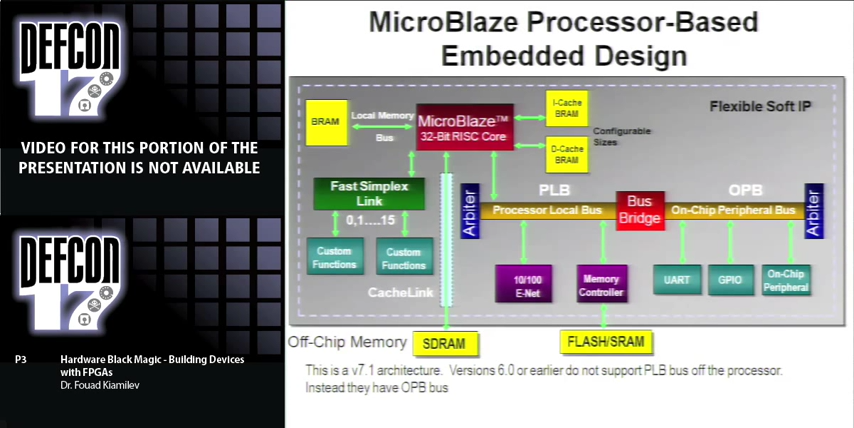 DEFCON
17
VIDEO FOR THIS PORTION OF THE
PRESENTATION IS NOT AVAILABLE
DEFCON
17
P3 Hardware Black Magic - Building Devices
with FPGAs
Dr. Fouad Kiamilev
MicroBlaze Processor-Based
Embedded Design
Flexible Soft IP
BRAM
Local Memory
Bus
MicroBlaze™
32-Bit RISC Core
I-Cache
BRAM
D-Cache
BRAM
Configurable
Sizes
Fast Simplex
Link
0,1....15
Custom
Functions
Custom
Functions
CacheLink
Arbiter
PLB
Processor Local Bus
Bus
Bridge
OPB
On-Chip Peripheral Bus
Arbiter
10/100
E-Net
Memory
Controller
UART
GPIO
On-Chip
Peripheral
Off-Chip Memory
SDRAM
FLASH/SRAM
This is a v7.1 architecture. Versions 6.0 or earlier do not support PLB bus off the processor.
Instead they have OPB bus